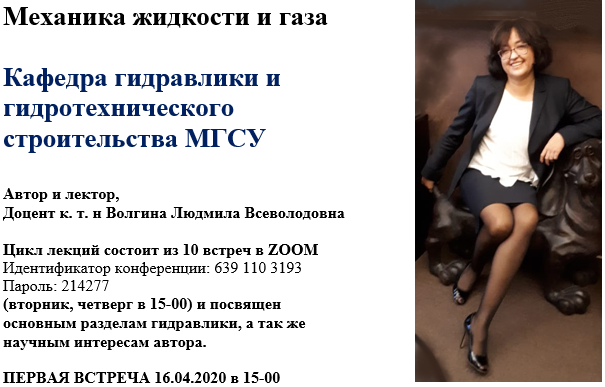 Механика жидкости и газа
Кафедра гидравлики и
гидротехнического
строительства МГСУ
Автор и лектор,
Доцент к. т. н Волгина Людмила Всеволодовна
Цикл лекций состоит из 10 встреч в ZOOM
Идентификатор конференции: 639 110 3193
Пароль: 214277
(вторник, четверг в 15-00) и посвящен
основным разделам гидравлики, а так же
научным интересам автора.
ПЕРВАЯ ВСТРЕЧА 16.04.2020 в 15-00